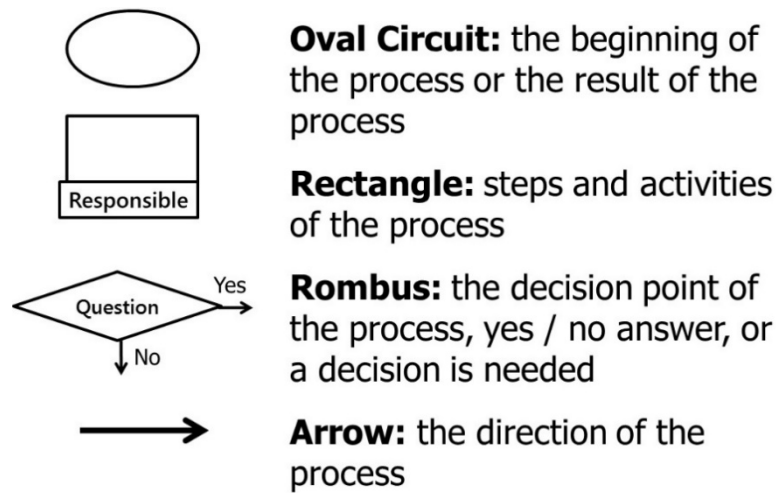 Oval Circuit: the beginning of
the process or the result of the
process
Responsible
Rectangle: steps and activities
of the process
Question
Yes
No
Rombus: the decision point of
the process, yes / no answer, or
a decision is needed
Arrow: the direction of the
process